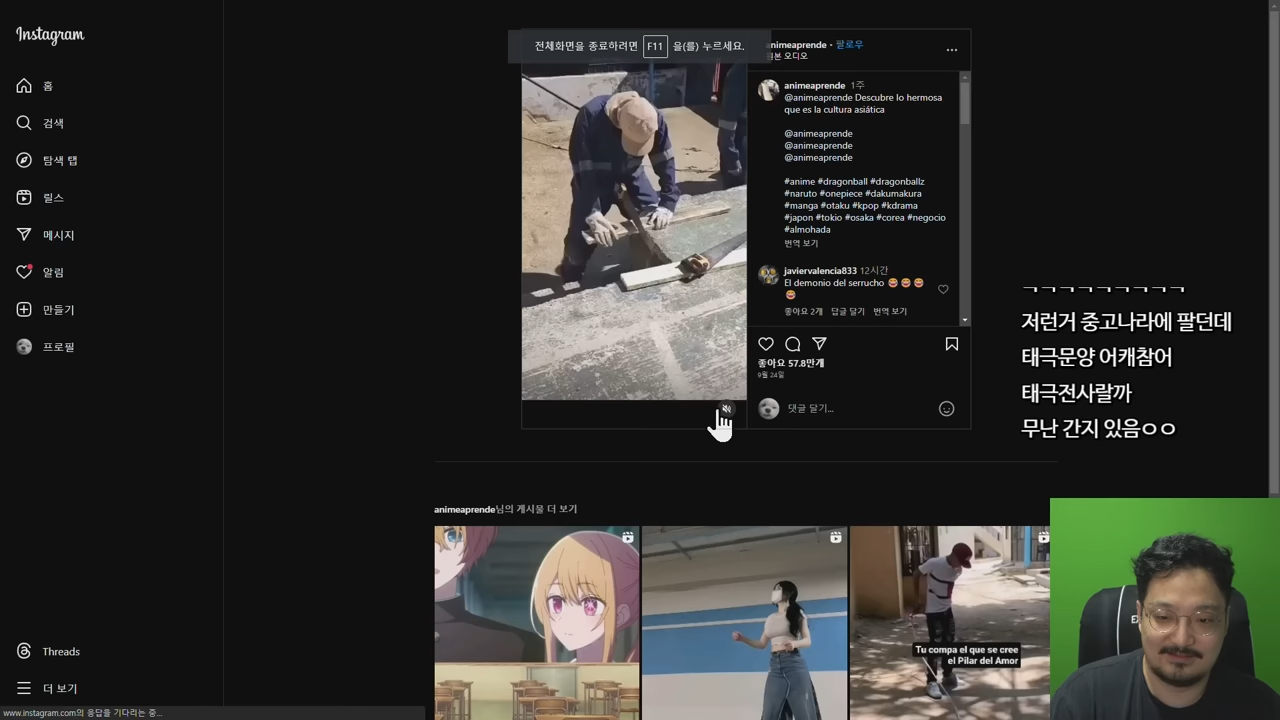 Instagram
홈
검색
탐색 탭
릴스
메시지
알림
만들기
프로필
Threads
더 보기
www.instagram.com의 응답을 기다리는 중...
전체화면을 종료하려면 F11 을(를) 누르세요.
animeaprende • 팔로우
원본 오디오
animeaprende 1주
@animeaprende Descubre lo hermosa
que es la cultura asiática
@animeaprende
@animeaprende
@animeaprende
#anime #dragonball #dragonballz
#naruto #onepiece #dakumakura
#manga #otaku #kpop #kdrama
#japon #tokio #osaka #corea #negocio
#almohada
번역 보기
javiervalencia833 12시간
El demonio del serrucho 😂😂😂
😂
좋아요 2개 답글 달기 번역 보기
좋아요 57.8만개
9월 24일
댓글 달기...
animeaprende님의 게시물 더 보기
Tu compa el que se cree
el Pilar del Amor
저런거 중고나라에 팔던데
태극문양 어캐참어
태극전사랄까
무난 간지 있음ㅇㅇ